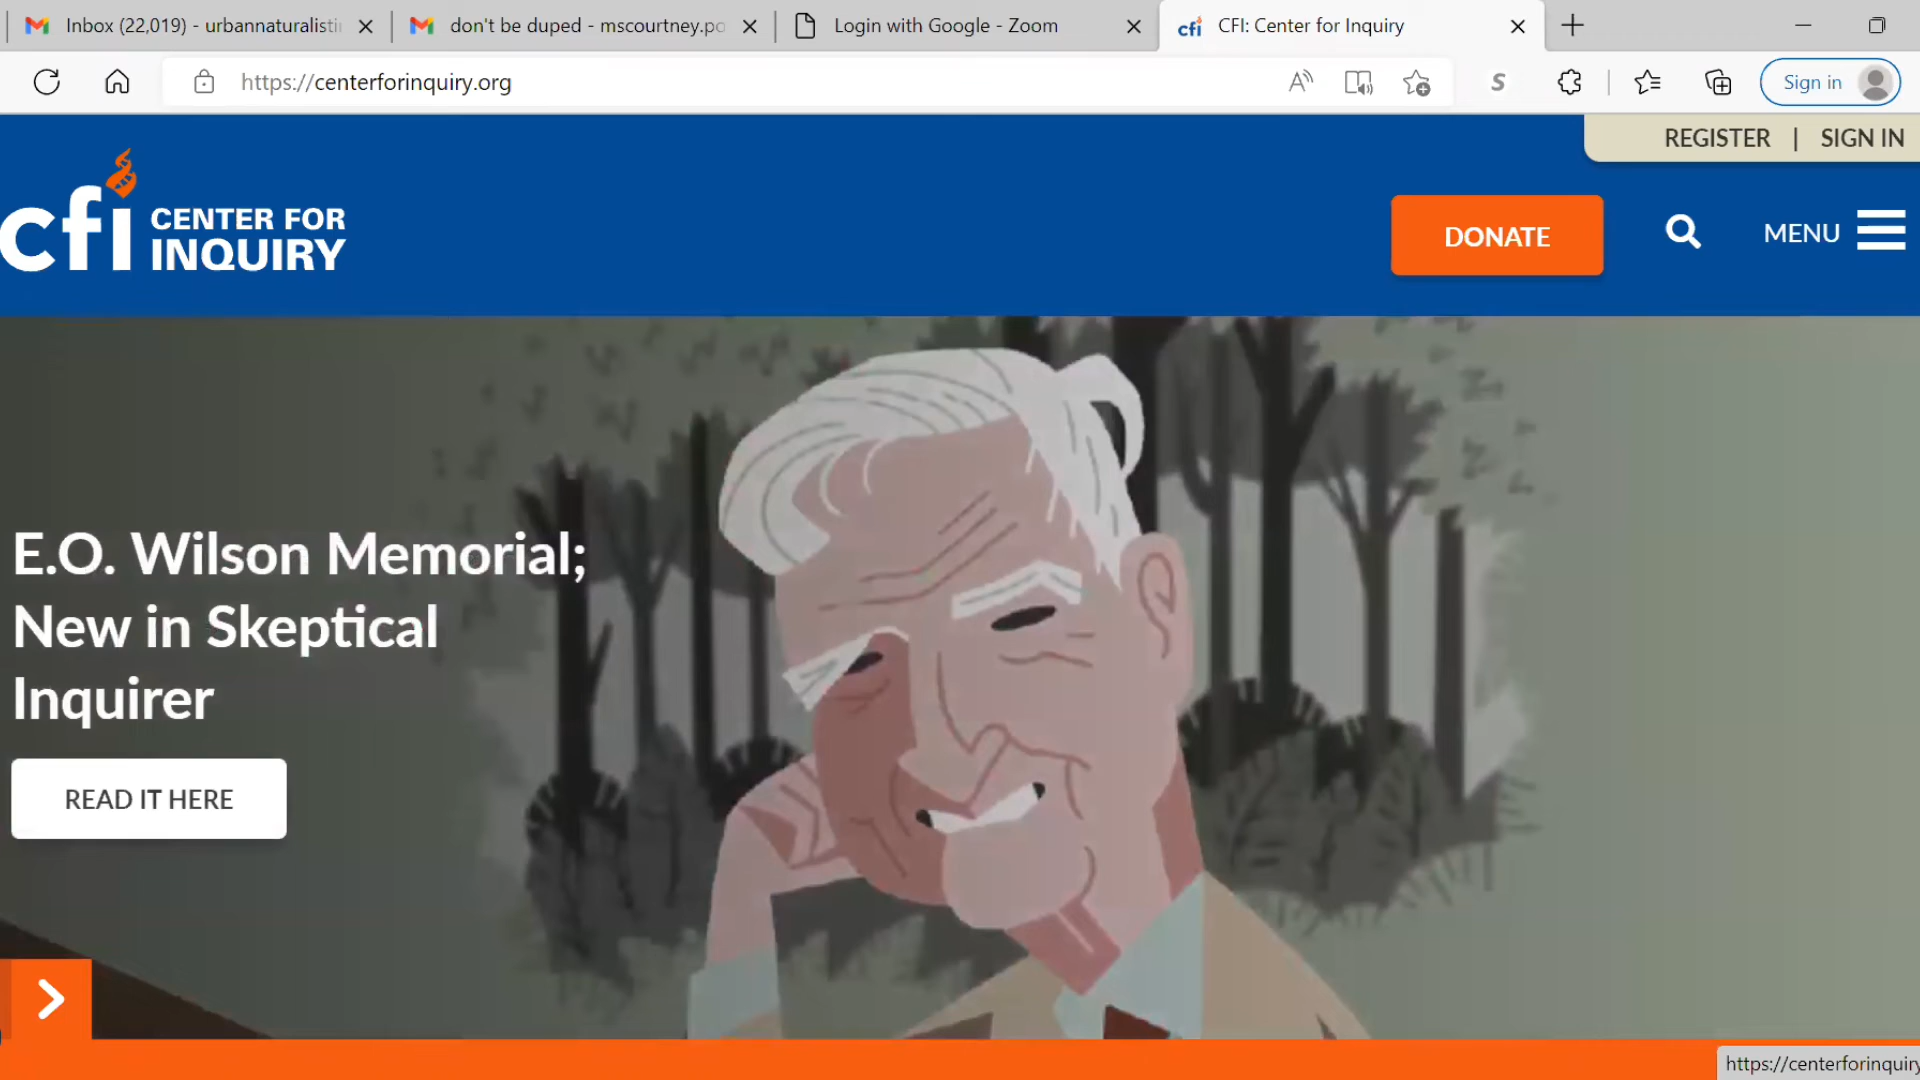 Inbox (22,019) - urbannaturalisti
don't be duped - mscourtney.po
Login with Google - Zoom
cfi CFI: Center for Inquiry
https://centerforinquiry.org
Sign in
REGISTER | SIGN IN
cfi CENTER FOR
INQUIRY
DONATE
MENU
E.O. Wilson Memorial;
New in Skeptical
Inquirer
READ IT HERE
https://centerforinquiry